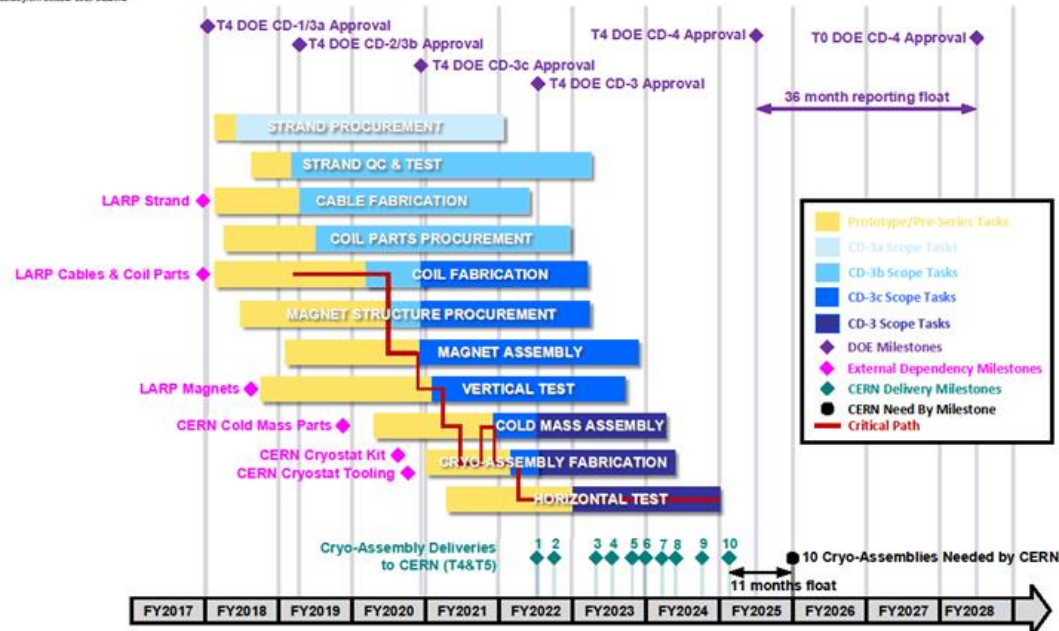 T4 DOE CD-1/3a Approval
T4 DOE CD-2/3b Approval
T4 DOE CD-3c Approval
T4 DOE CD-3 Approval
T4 DOE CD-4 Approval
T0 DOE CD-4 Approval
36 month reporting float
STRAND PROCUREMENT
STRAND QC & TEST
LARP Strand
CABLE FABRICATION
COIL PARTS PROCUREMENT
LARP Cables & Coil Parts
COIL FABRICATION
MAGNET STRUCTURE PROCUREMENT
MAGNET ASSEMBLY
LARP Magnets
VERTICAL TEST
CERN Cold Mass Parts
COLD MASS ASSEMBLY
CERN Cryostat Kit
CERN Cryostat Tooling
CRYO-ASSEMBLY FABRICATION
HORIZONTAL TEST
Prototype/Pre-Series Tasks
CD-3a Scope Tasks
CD-3b Scope Tasks
CD-3c Scope Tasks
CD-3 Scope Tasks
DOE Milestones
External Dependency Milestones
CERN Delivery Milestones
CERN Need By Milestone
Critical Path
Cryo-Assembly Deliveries
to CERN (T4&T5)
1 2 3 4 5 6 7 8 9 10
10 Cryo-Assemblies Needed by CERN
11 months float
FY2017 FY2018 FY2019 FY2020 FY2021 FY2022 FY2023 FY2024 FY2025 FY2026 FY2027 FY2028